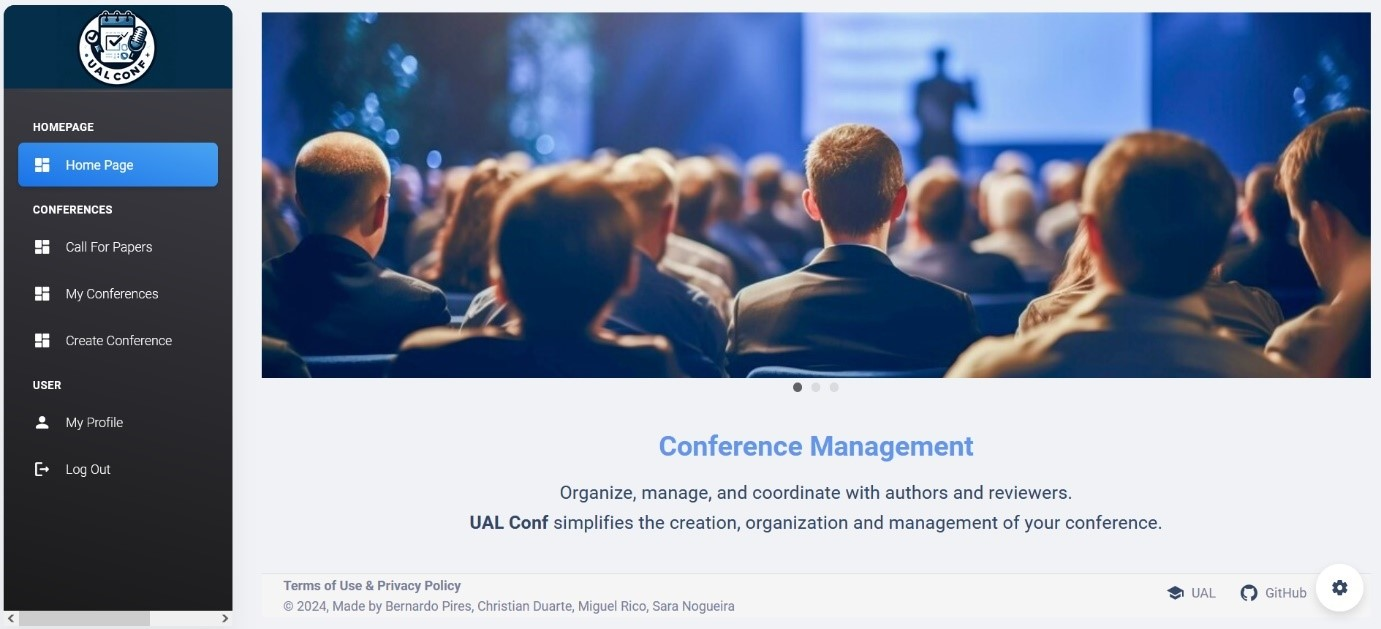 UAL CONF
HOMEPAGE
Home Page
CONFERENCES
Call For Papers
My Conferences
Create Conference
USER
My Profile
Log Out
Conference Management
Organize, manage, and coordinate with authors and reviewers.
UAL Conf simplifies the creation, organization and management of your conference.
Terms of Use & Privacy Policy
© 2024, Made by Bernardo Pires, Christian Duarte, Miguel Rico, Sara Nogueira
UAL
GitHub